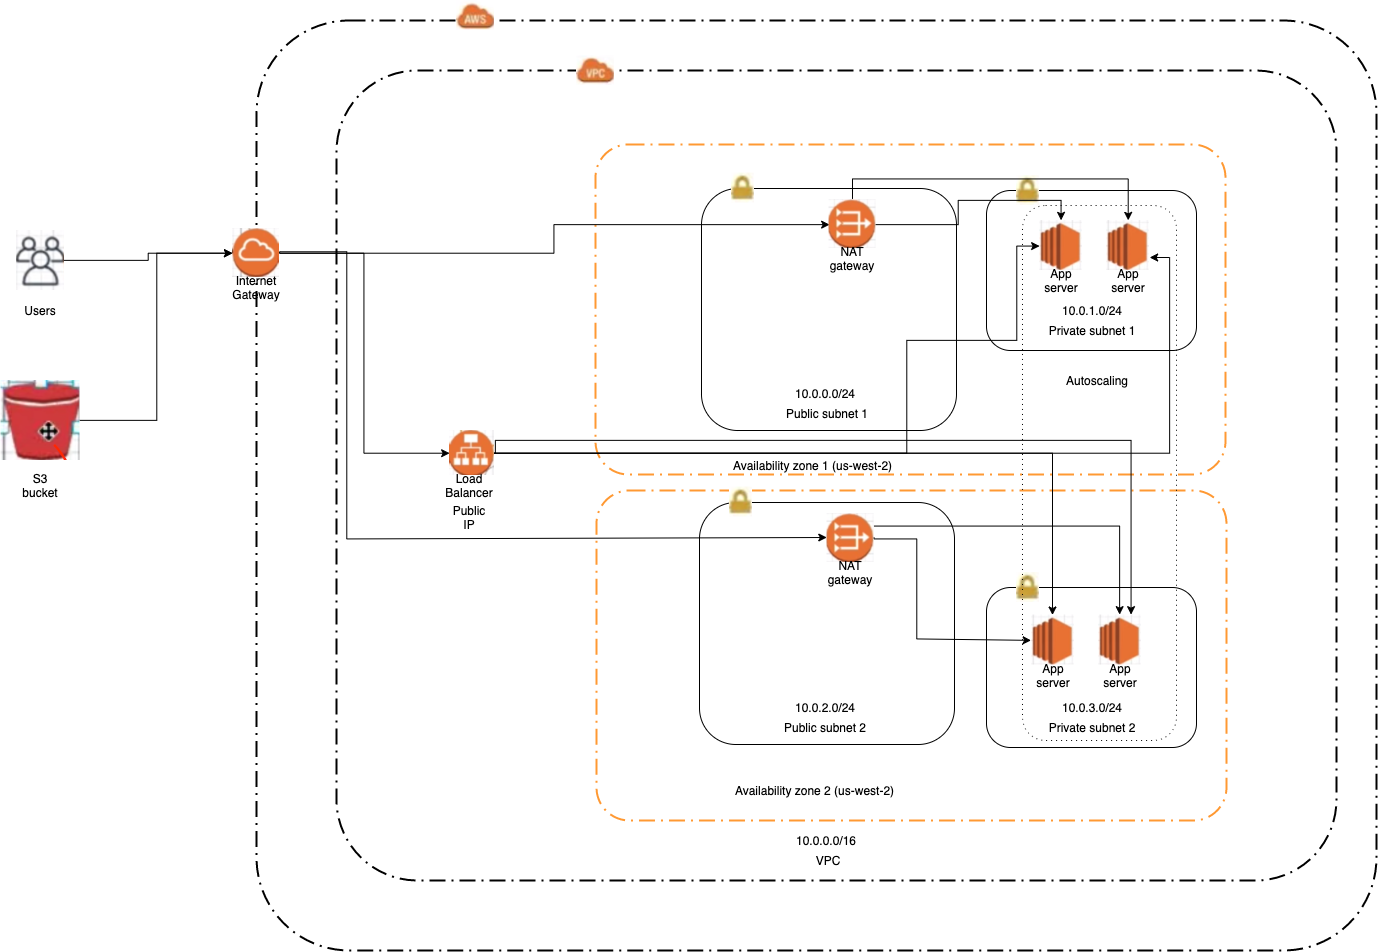 AWS
VPC
NAT
gateway
App
server
App
server
10.0.1.0/24
Private subnet 1
Users
Internet
Gateway
Autoscaling
10.0.0.0/24
Public subnet 1
S3
bucket
Availability zone 1 (us-west-2)
Load
Balancer
Public
IP
NAT
gateway
App
server
App
server
10.0.2.0/24
Public subnet 2
10.0.3.0/24
Private subnet 2
Availability zone 2 (us-west-2)
10.0.0.0/16
VPC